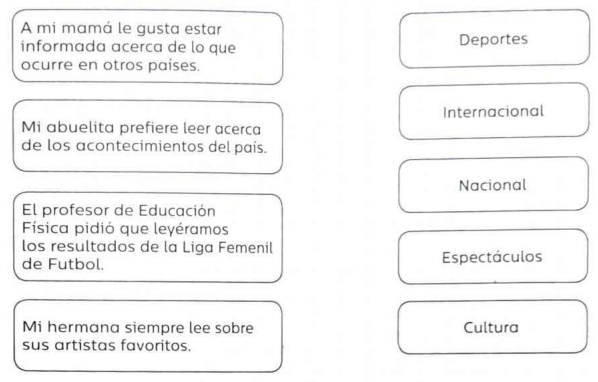 A mi mamá le gusta estar
informada acerca de lo que
ocurre en otros países.
Mi abuelita prefiere leer acerca
de los acontecimientos del país.
El profesor de Educación
Física pidió que leyéramos
los resultados de la Liga Femenil
de Futbol.
Mi hermana siempre lee sobre
sus artistas favoritos.
Deportes
Internacional
Nacional
Espectáculos
Cultura